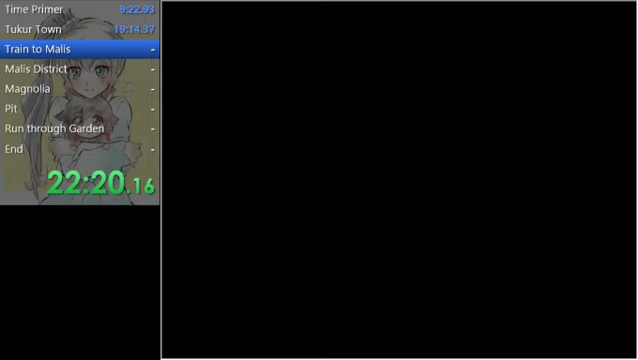 Time Primer 9:22.93
Tukur Town 19:14.37
Train to Malis -
Malis District -
Magnolia -
Pit -
Run through Garden -
End -
22:20.16